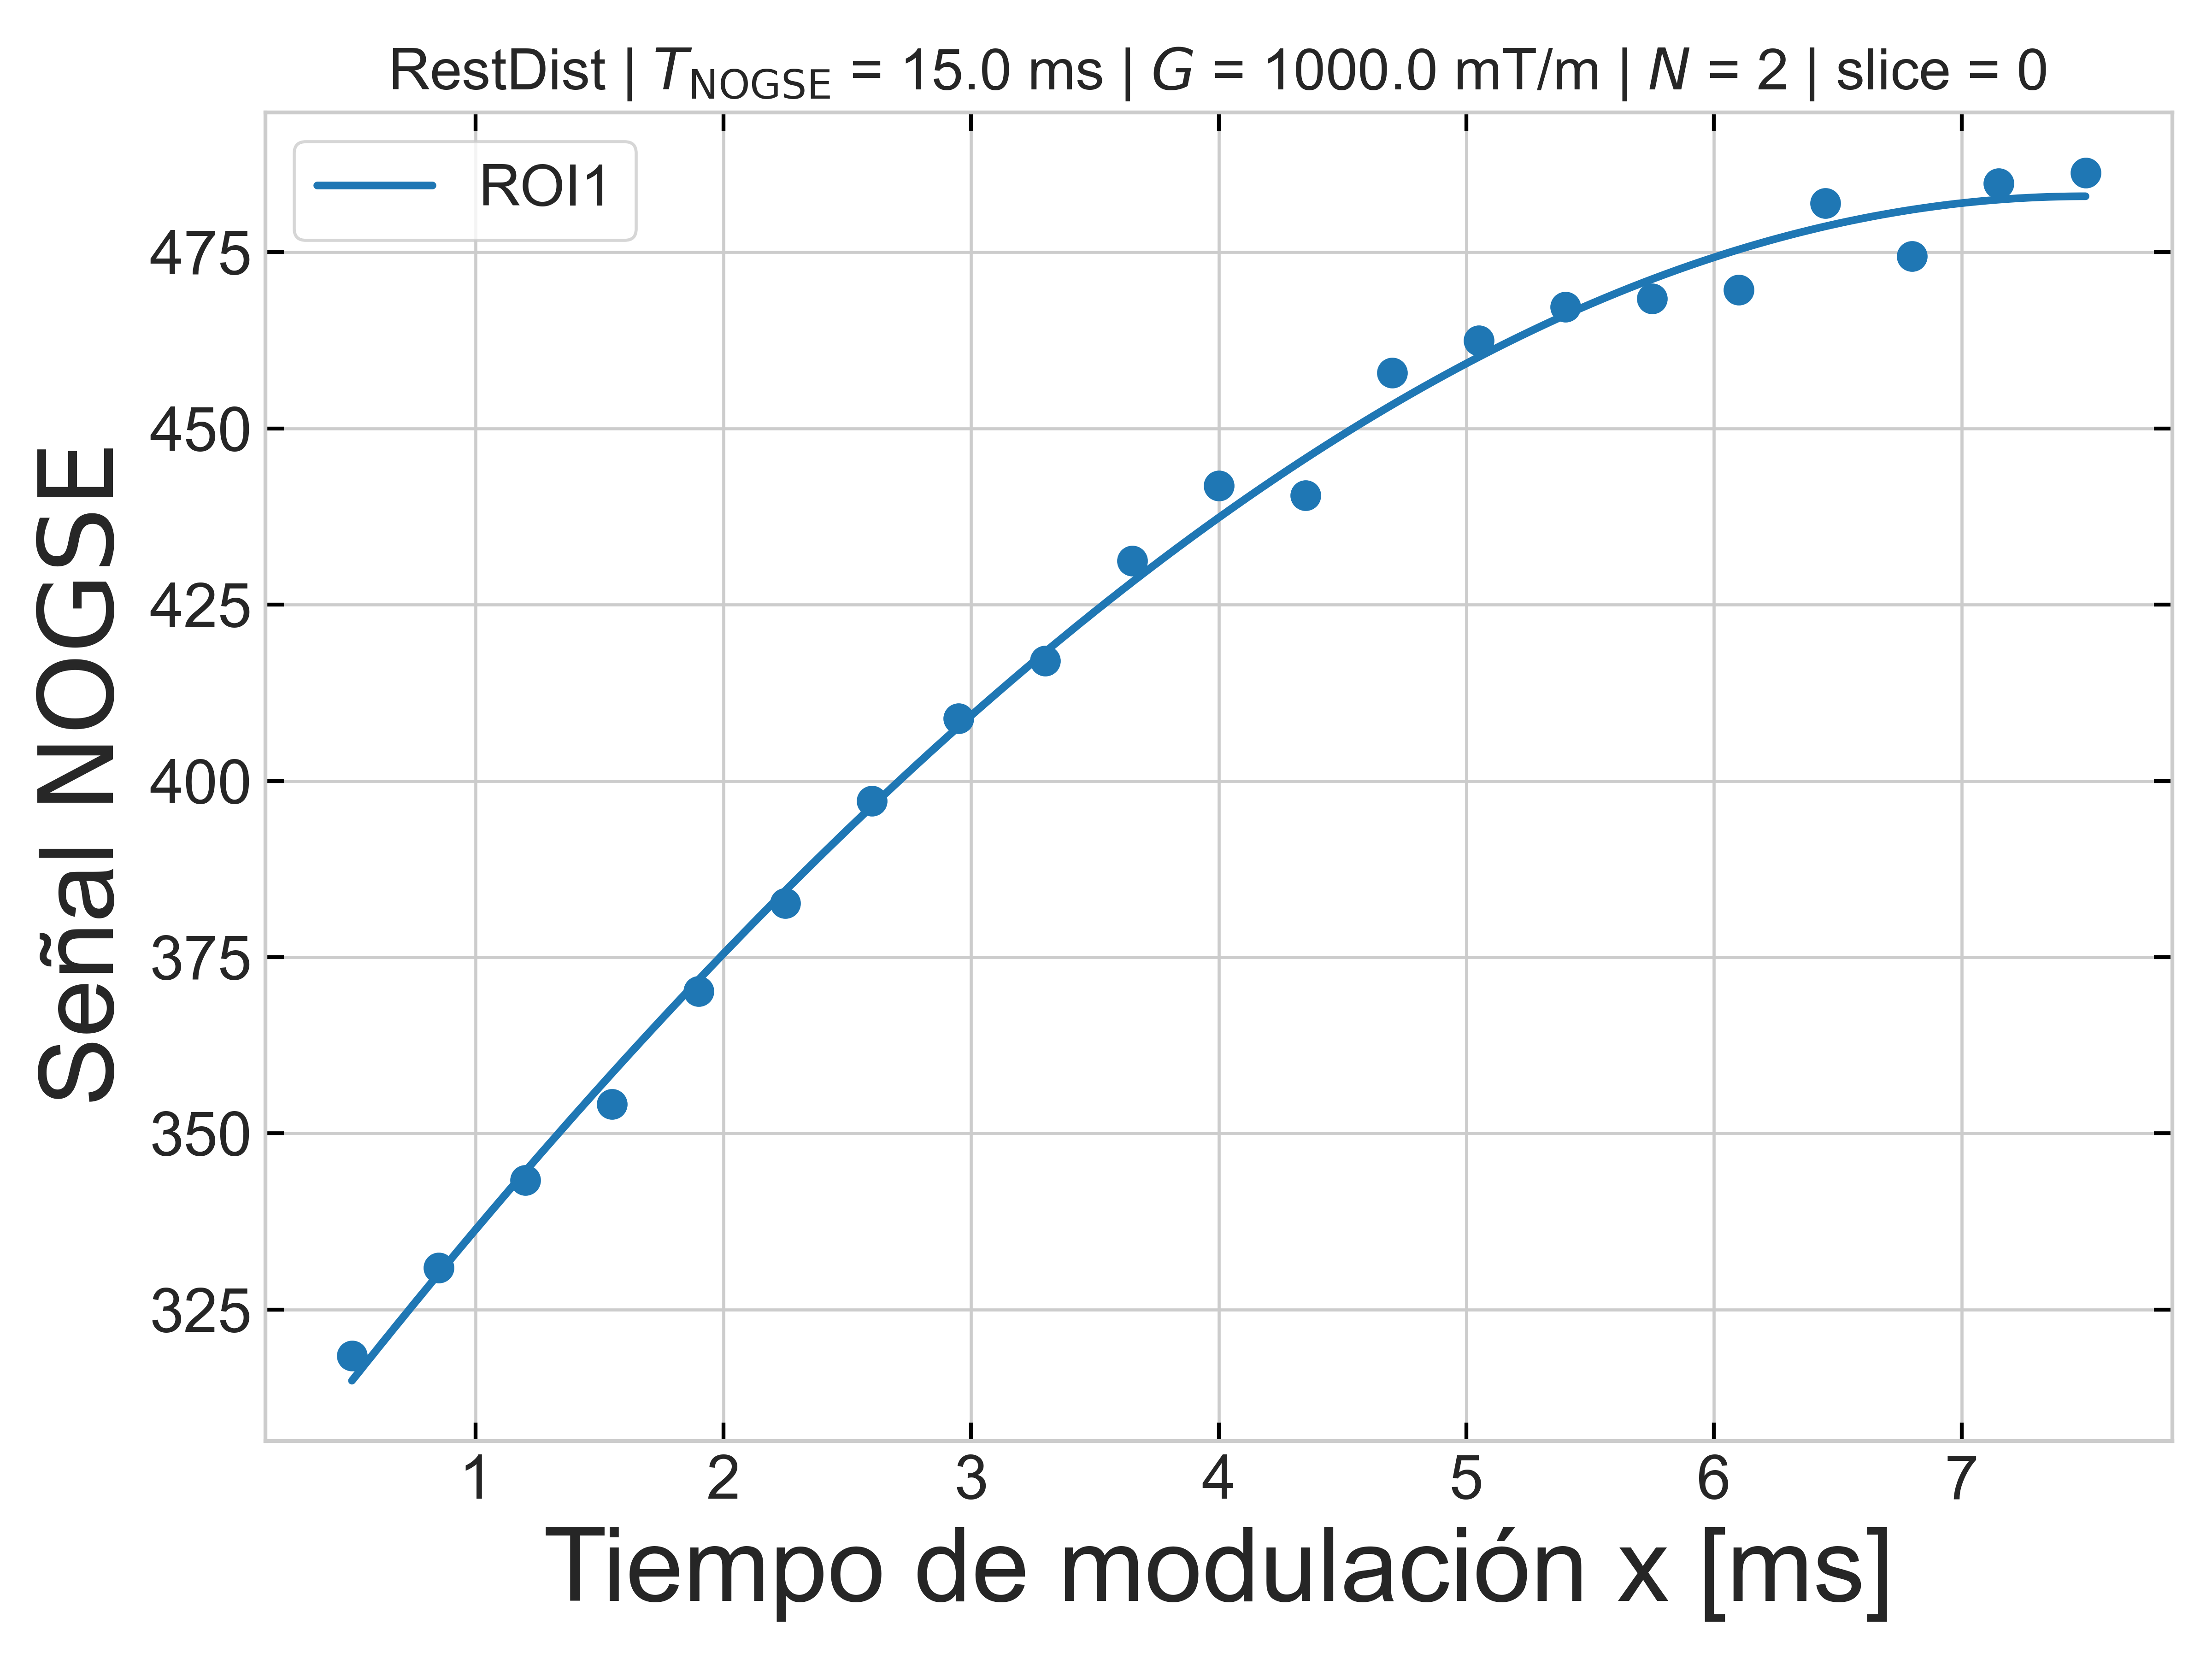 RestDist | T_NOGSE = 15.0 ms | G = 1000.0 mT/m | N = 2 | slice = 0
ROI1
Señal NOGSE
475
450
425
400
375
350
325
1 2 3 4 5 6 7
Tiempo de modulación x [ms]